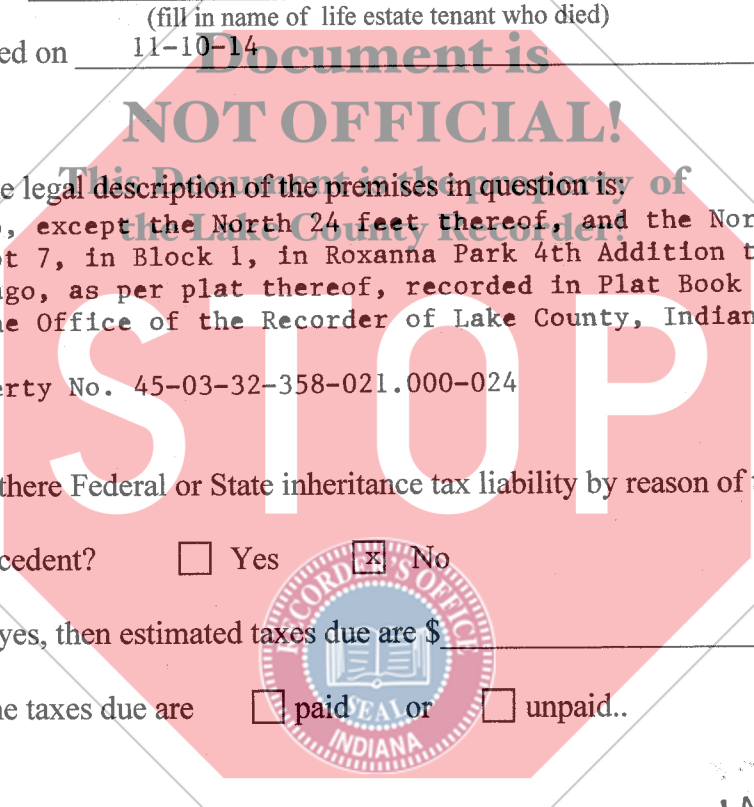 (fill in name of life estate tenant who died)
ed on 11-10-14
Document is
NOT OFFICIAL!
This Document is the property of
the Lake County Recorder!
e legal description of the premises in question is:
, except the North 24 feet thereof, and the Nor
t 7, in Block 1, in Roxanna Park 4th Addition t
ago, as per plat thereof, recorded in Plat Book
e Office of the Recorder of Lake County, Indian
erty No. 45-03-32-358-021.000-024
STOP
there Federal or State inheritance tax liability by reason of
cedent? Yes x No
yes, then estimated taxes due are $
e taxes due are paid or unpaid..
RECORDER'S OFFICE
SEAL
INDIANA